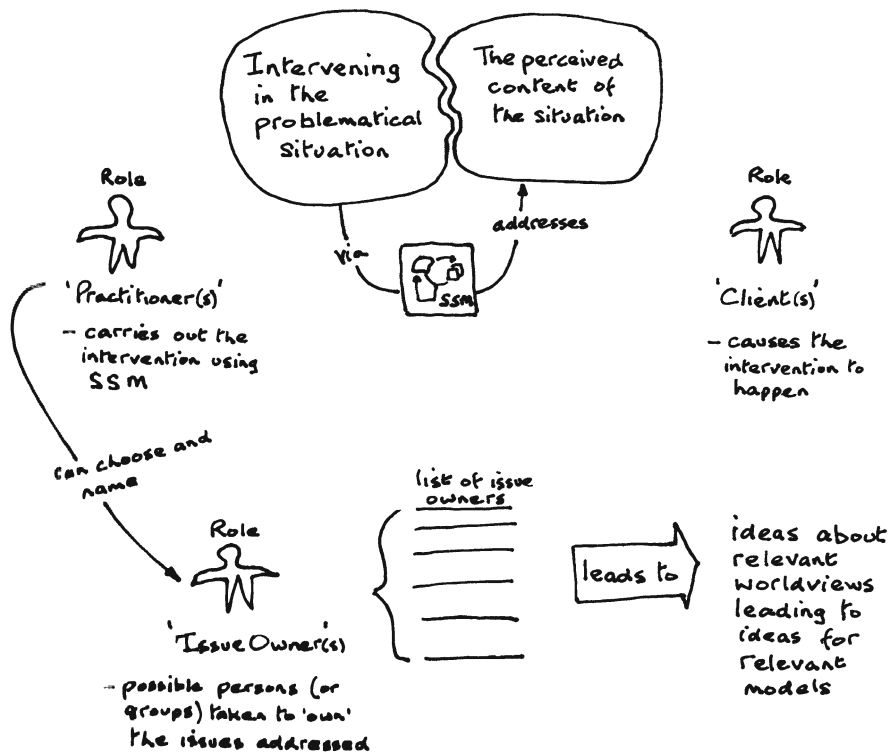 Intervening
in the
problematical
situation
The perceived
content of
the situation
Role
via
SSM
addresses
Role
'Practitioner(s)'
- carries out the
intervention using
SSM
'Client(s)'
- causes the
intervention to
happen
can choose and
name
list of issue
owners
Role
'Issue Owner(s)
- possible persons (or
groups) taken to 'own'
the issues addressed
leads to
ideas about
relevant
worldviews
leading to
ideas for
relevant
models